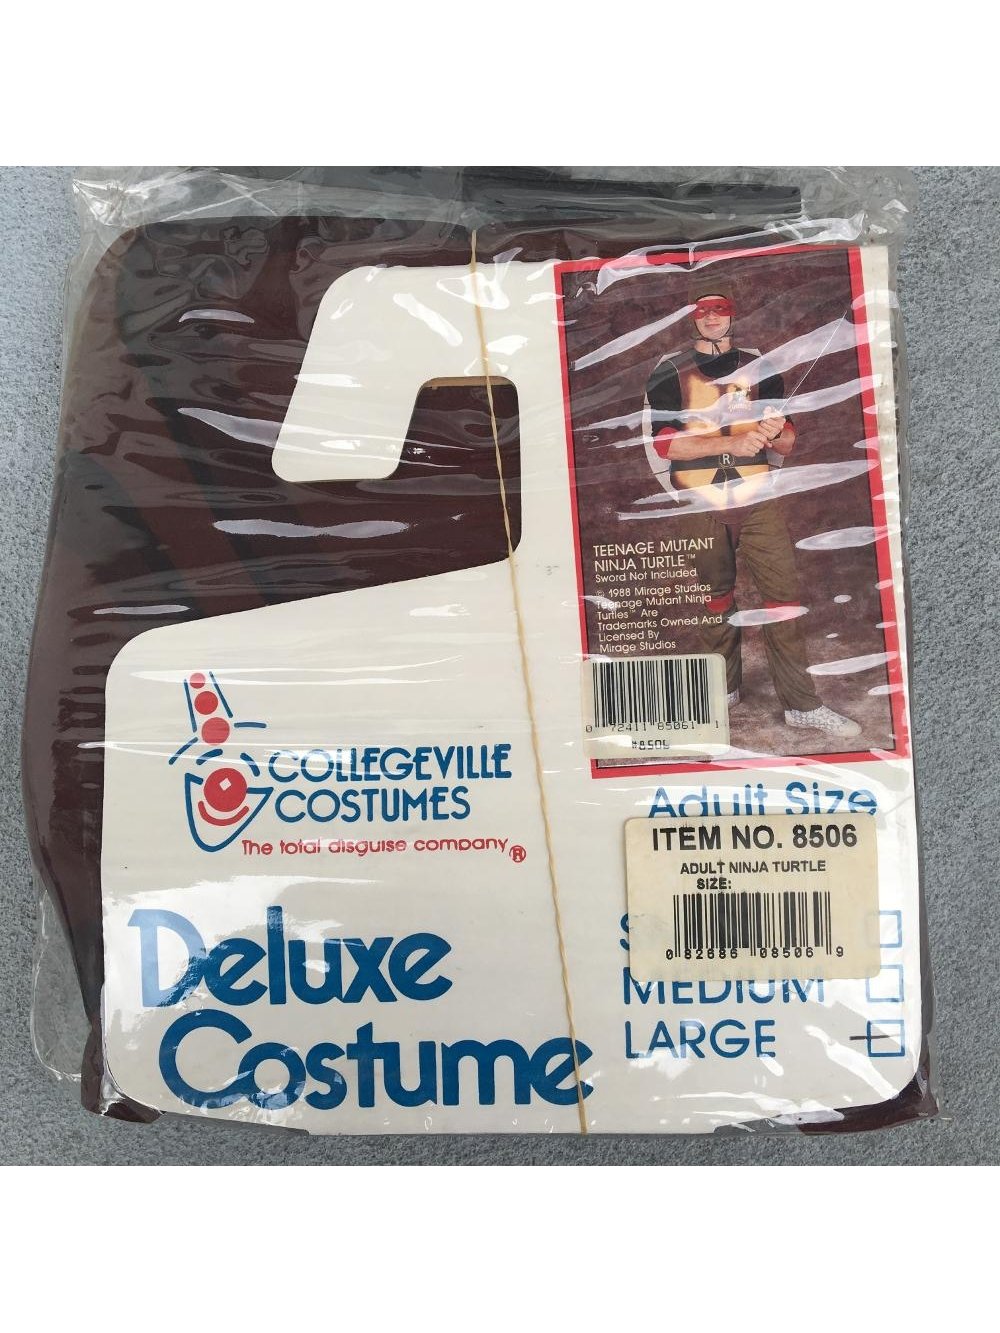 TEENAGE MUTANT
NINJA TURTLE™
Sword Not Included
© 1988 Mirage Studios
Teenage Mutant Ninja
Turtles™ Are
Trademarks Owned And
Licensed By
Mirage Studios
R
0 72411 85061 1
#8506
COLLEGEVILLE
COSTUMES
The total disguise company®
Adult Size
ITEM NO. 8506
ADULT NINJA TURTLE
SIZE:
0 82686 08506 9
S
MEDIUM
LARGE
Deluxe
Costume